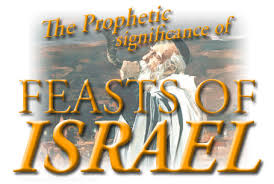 The Prophetic
significance of
FEASTS OF
ISRAEL